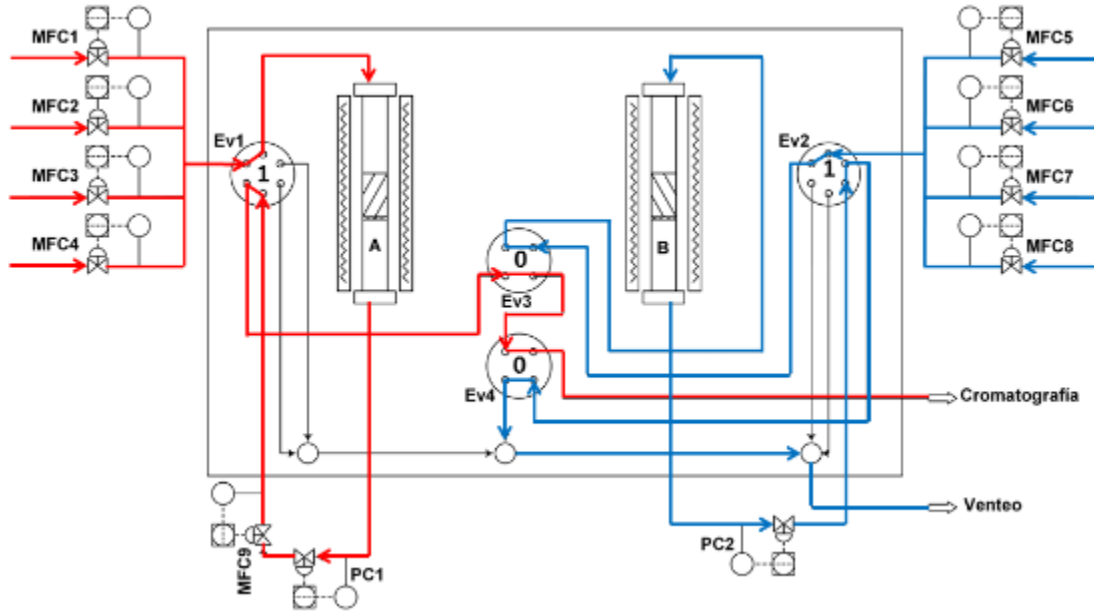 MFC1
MFC2
MFC3
MFC4
MFC5
MFC6
MFC7
MFC8
Ev1
1
Ev2
1
A
B
0
Ev3
0
Ev4
Cromatografía
Venteo
MFC9
PC1
PC2